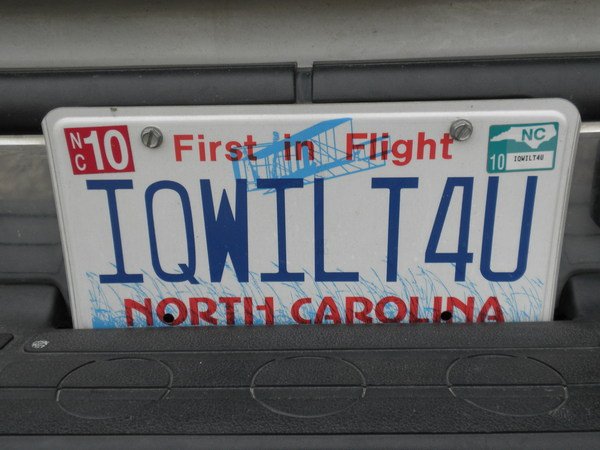 NC 10
First in Flight
NC
10 IQWILT4U
IQWILT4U
NORTH CAROLINA